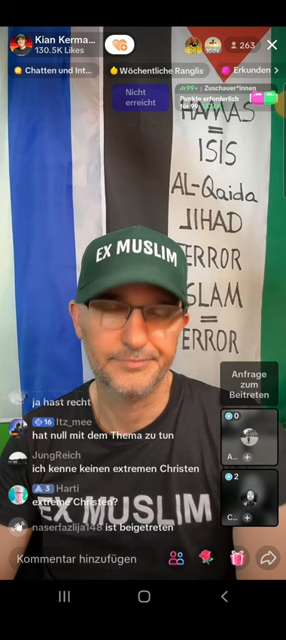 Kian Kerma...
130.5K Likes
263
Chatten und Int...
Wöchentliche Ranglis
Erkunden
Nicht
erreicht
99+ | Zuschauer*innen
Punkte erforderlich
HAMAS
=
ISIS
AL-Qaida
JIHAD
TERROR
ISLAM
=
TERROR
EX MUSLIM
EX MUSLIM
Anfrage
zum
Beitreten
0
A...
2
C...
ja hast recht
16 Itz_mee
hat null mit dem Thema zu tun
JungReich
ich kenne keinen extremen Christen
3 Harti
extreme Christen?
naserfazlija148 ist beigetreten
Kommentar hinzufügen